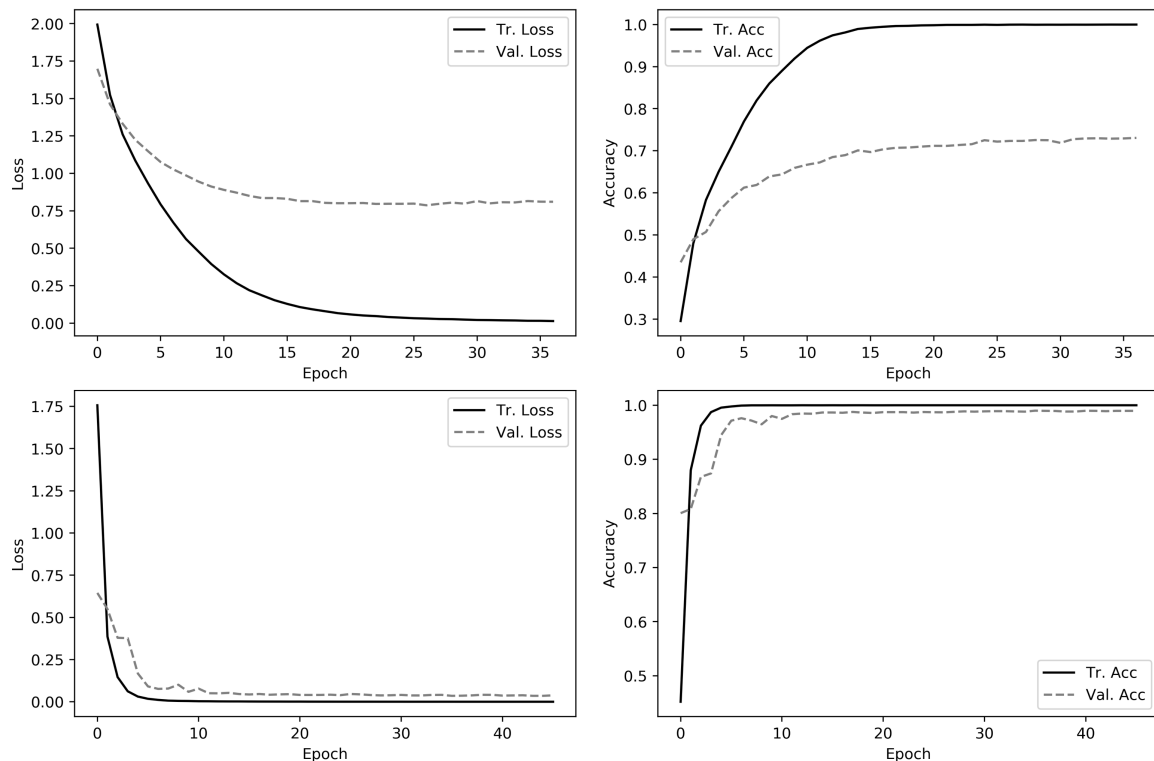 2.00
1.75
1.50
1.25
1.00
0.75
0.50
0.25
0.00
Loss
0 5 10 15 20 25 30 35
Epoch
Tr. Loss
Val. Loss
1.0
0.9
0.8
0.7
0.6
0.5
0.4
0.3
Accuracy
0 5 10 15 20 25 30 35
Epoch
Tr. Acc
Val. Acc
1.75
1.50
1.25
1.00
0.75
0.50
0.25
0.00
Loss
0 10 20 30 40
Epoch
Tr. Loss
Val. Loss
1.0
0.9
0.8
0.7
0.6
0.5
Accuracy
0 10 20 30 40
Epoch
Tr. Acc
Val. Acc